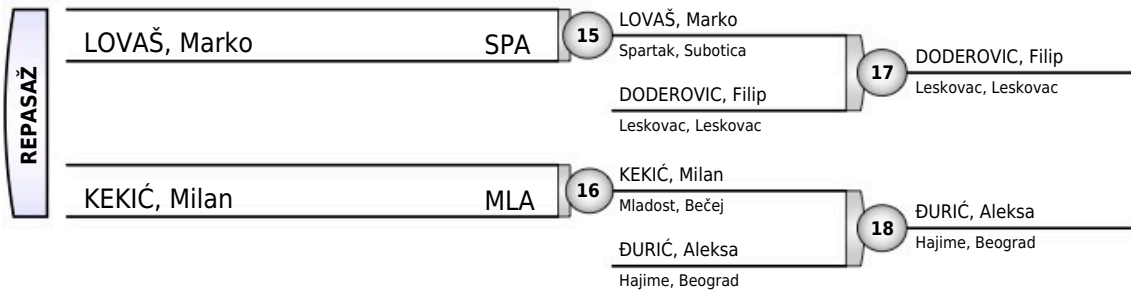 REPASAŽ
LOVAŠ, Marko SPA
15
LOVAŠ, Marko
Spartak, Subotica
DODEROVIC, Filip
Leskovac, Leskovac
17
DODEROVIC, Filip
Leskovac, Leskovac
KEKIĆ, Milan MLA
16
KEKIĆ, Milan
Mladost, Bečej
ĐURIĆ, Aleksa
Hajime, Beograd
18
ĐURIĆ, Aleksa
Hajime, Beograd